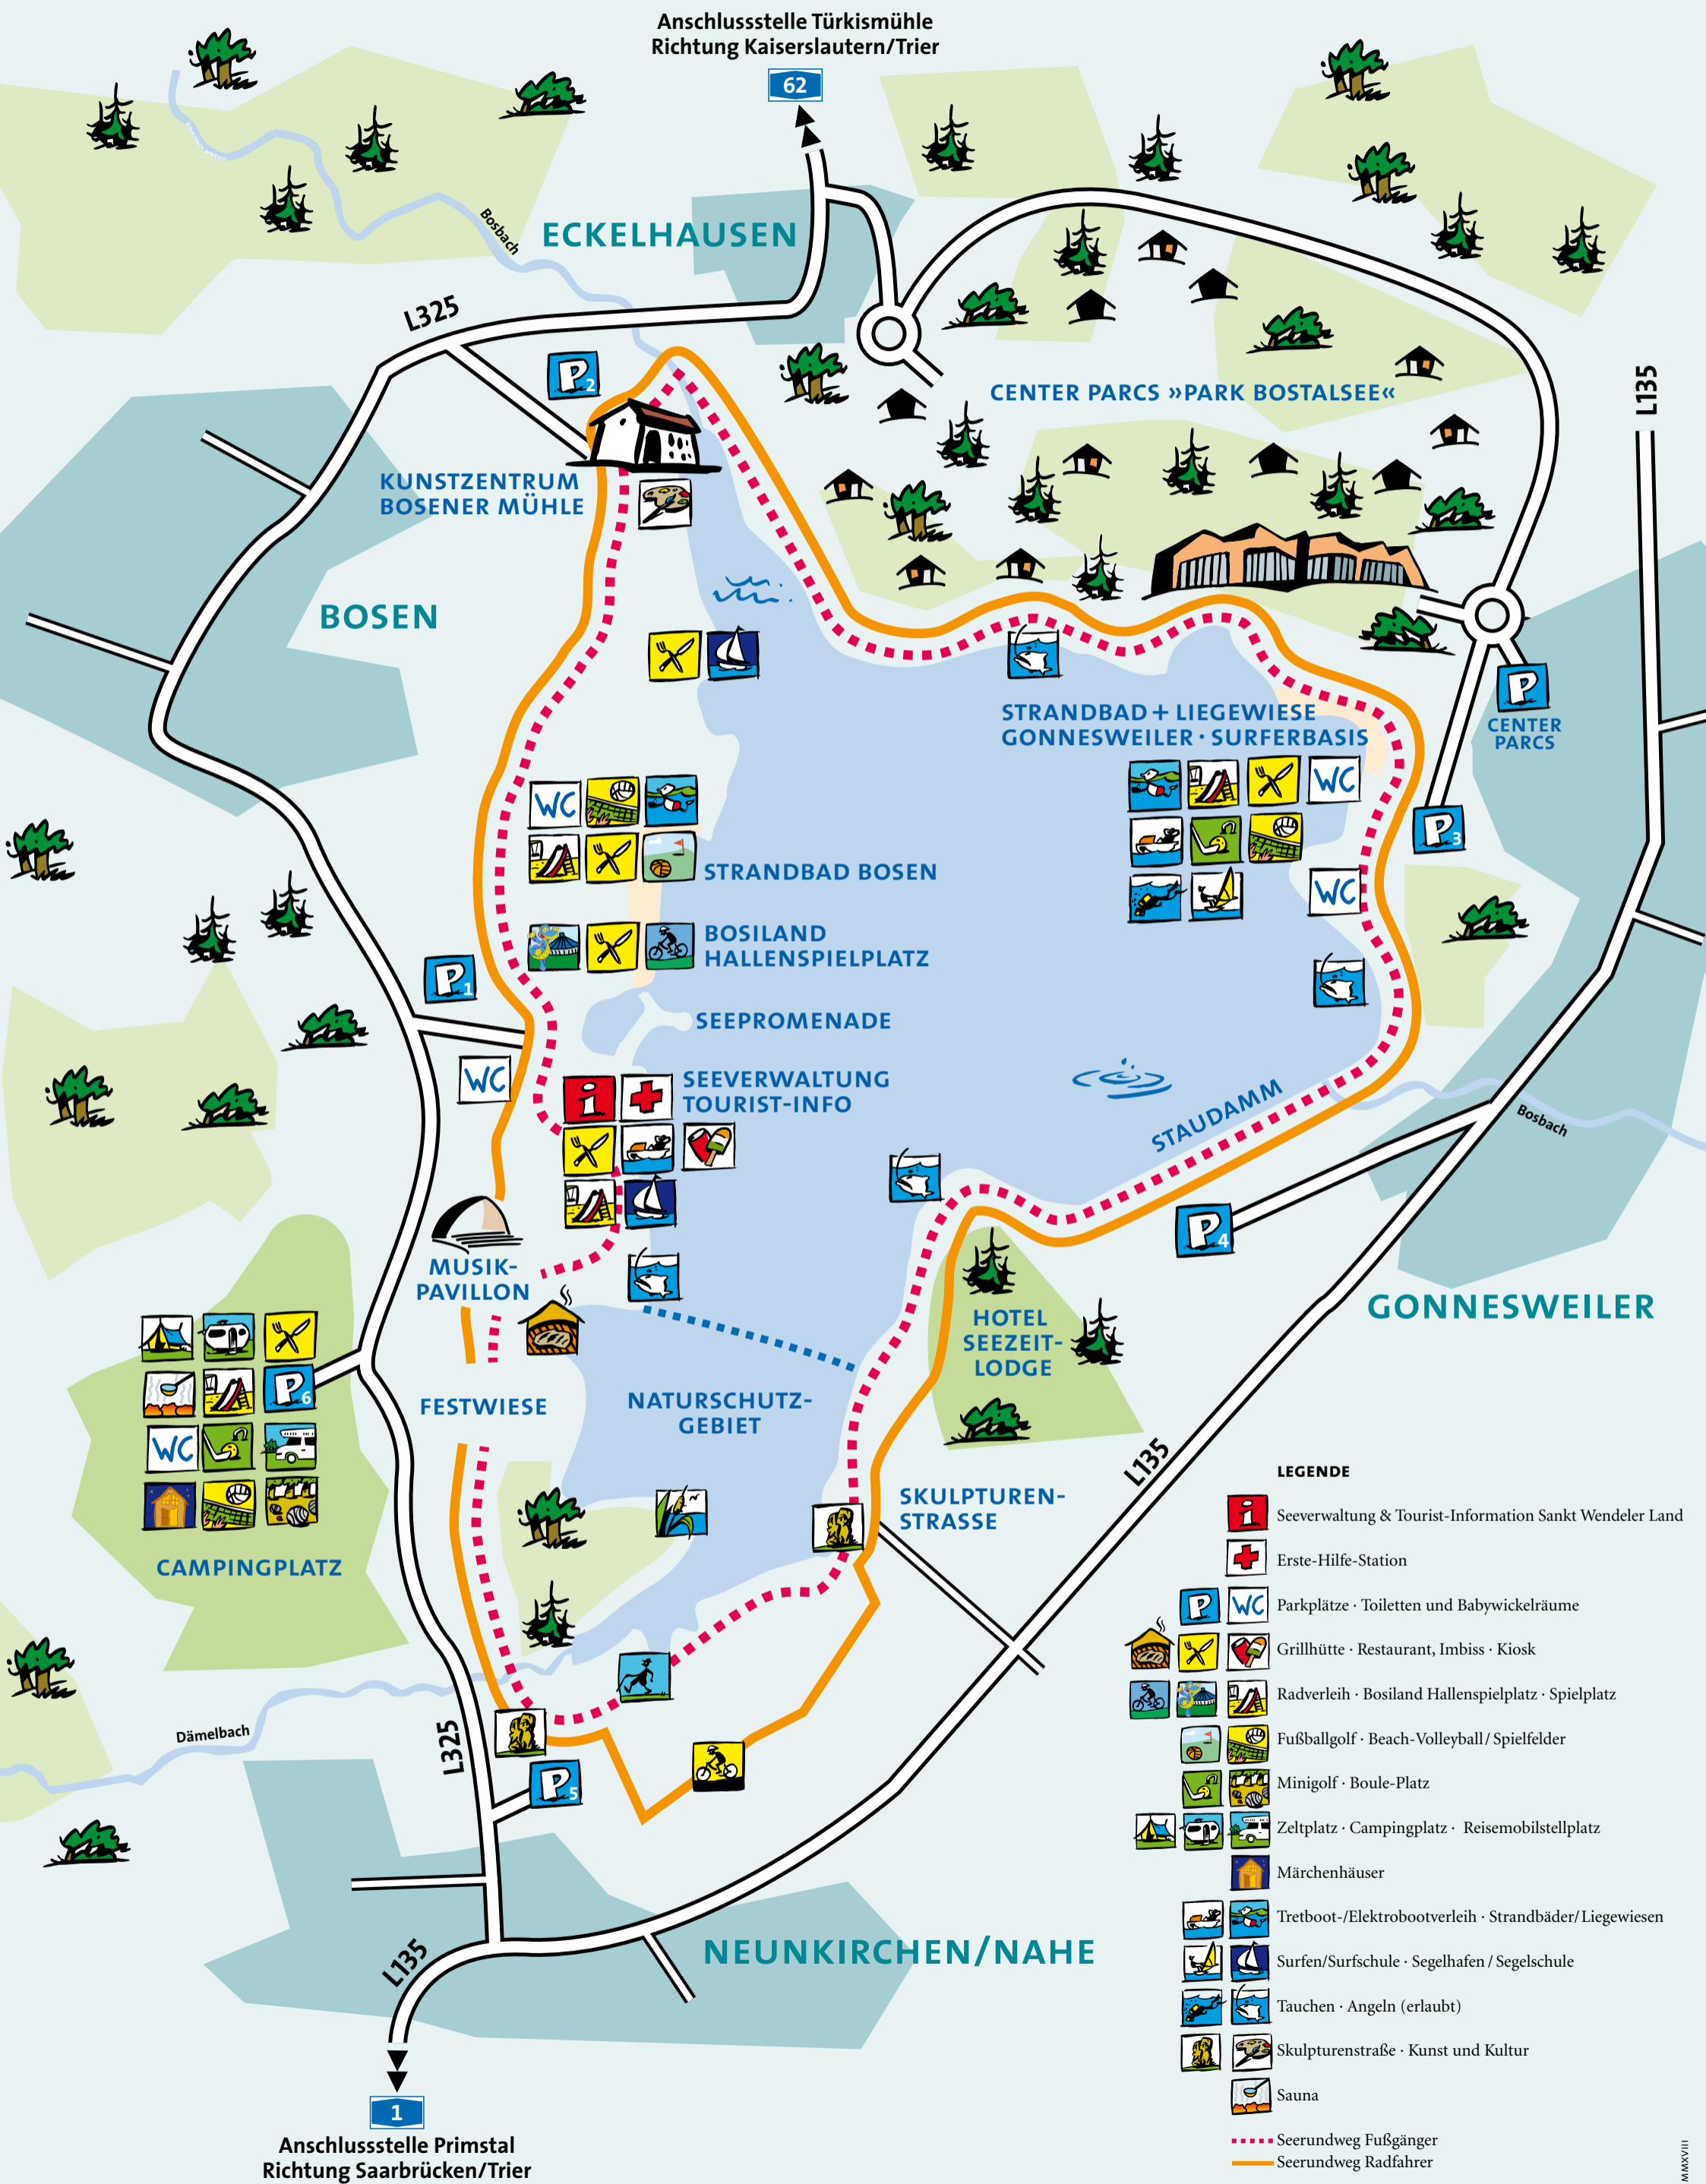 Anschlussstelle Türkismühle
Richtung Kaiserslautern/Trier
62
ECKELHAUSEN
Bosbach
L325
P2
CENTER PARCS »PARK BOSTALSEE«
L135
KUNSTZENTRUM
BOSENER MÜHLE
BOSEN
P
CENTER
PARCS
STRANDBAD + LIEGEWIESE
GONNESWEILER · SURFERBASIS
WC
P3
WC
WC
STRANDBAD BOSEN
BOSILAND
HALLENSPIELPLATZ
P1
SEEPROMENADE
WC
i
SEEVERWALTUNG
TOURIST-INFO
STAUDAMM
Bosbach
P4
MUSIK-
PAVILLON
GONNESWEILER
HOTEL
SEEZEIT-
LODGE
P6
WC
FESTWIESE
NATURSCHUTZ-
GEBIET
L135
SKULPTUREN-
STRASSE
CAMPINGPLATZ
Dämelbach
L325
P5
NEUNKIRCHEN/NAHE
L135
1
Anschlussstelle Primstal
Richtung Saarbrücken/Trier
LEGENDE
i Seeverwaltung & Tourist-Information Sankt Wendeler Land
Erste-Hilfe-Station
P WC Parkplätze · Toiletten und Babywickelräume
Grillhütte · Restaurant, Imbiss · Kiosk
Radverleih · Bosiland Hallenspielplatz · Spielplatz
Fußballgolf · Beach-Volleyball / Spielfelder
Minigolf · Boule-Platz
Zeltplatz · Campingplatz · Reisemobilstellplatz
Märchenhäuser
Tretboot-/Elektrobootverleih · Strandbäder/Liegewiesen
Surfen/Surfschule · Segelhafen / Segelschule
Tauchen · Angeln (erlaubt)
Skulpturenstraße · Kunst und Kultur
Sauna
Seerundweg Fußgänger
Seerundweg Radfahrer
MMXVIII